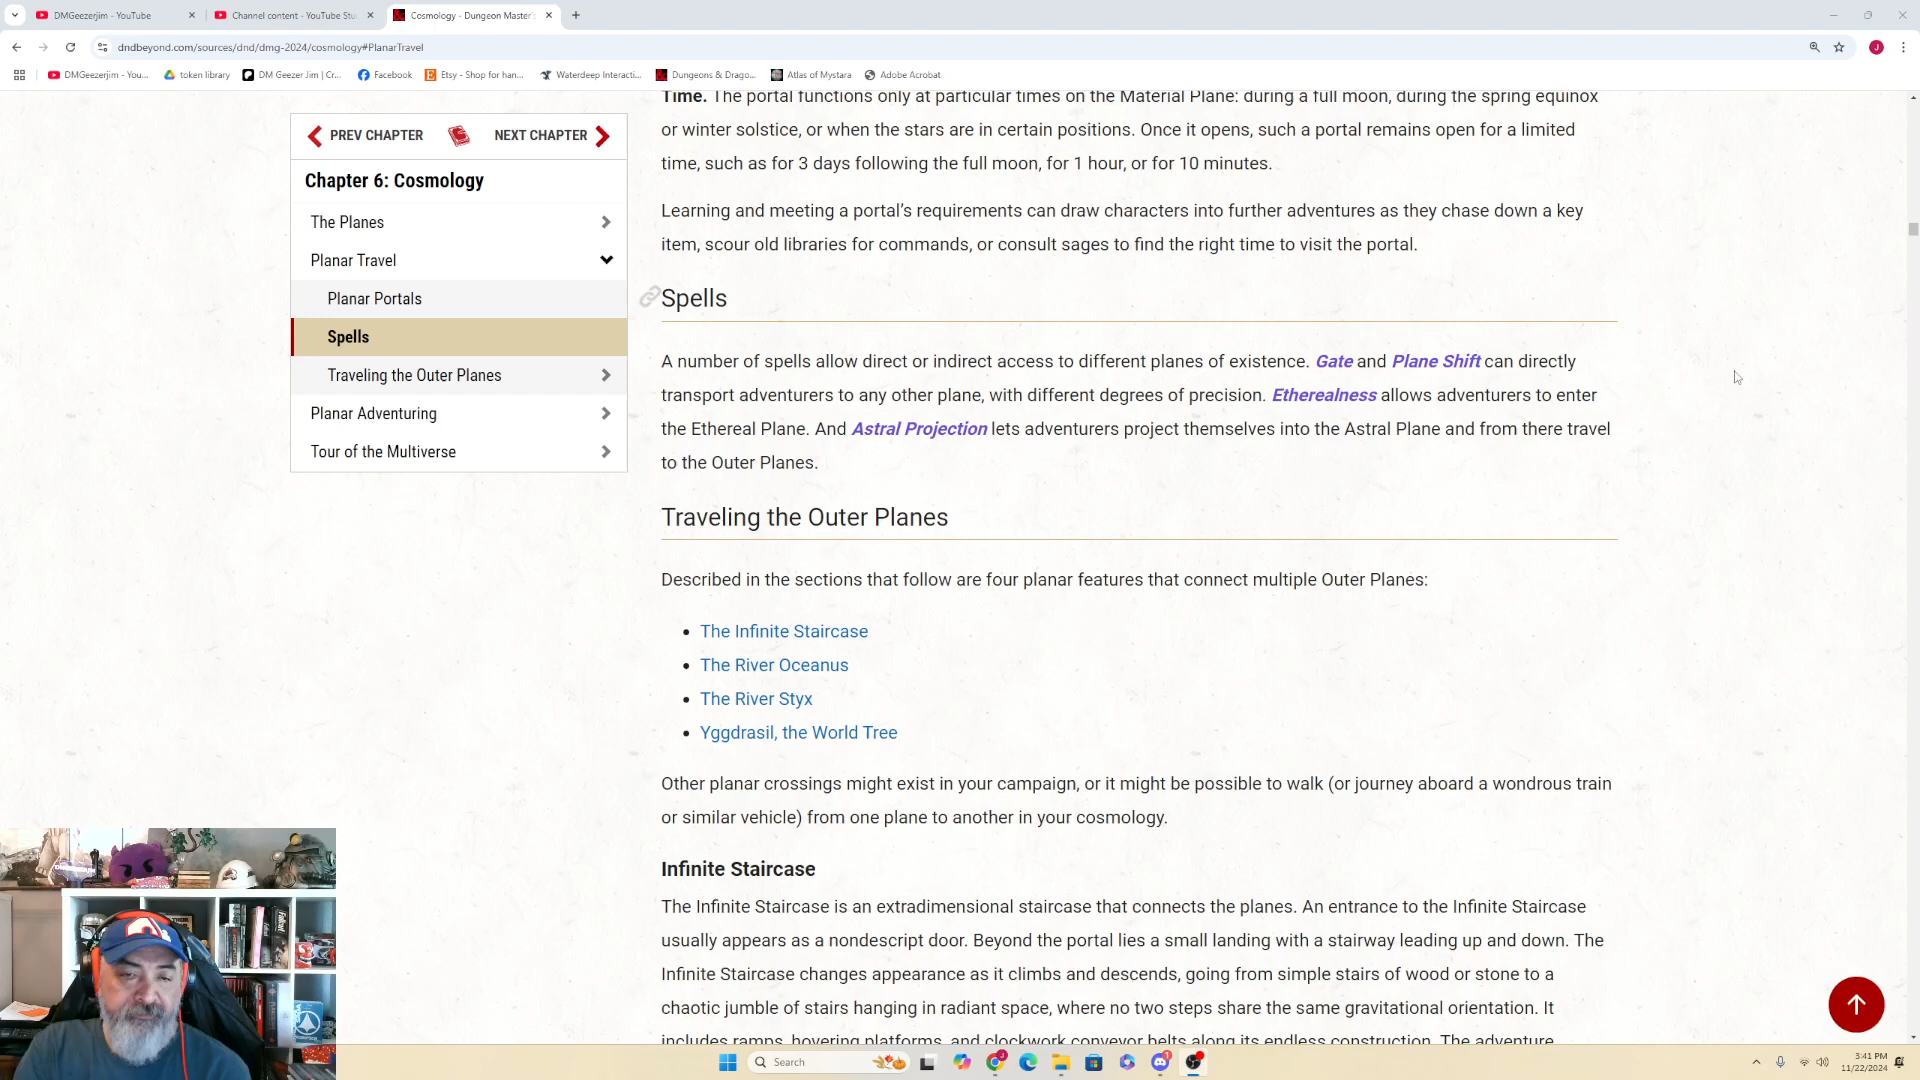 DMGeezerjim - YouTube
Channel content - YouTube Stu
Cosmology - Dungeon Master's
dndbeyond.com/sources/dnd/dmg-2024/cosmology#PlanarTravel
J
DMGeezerjim - You...
token library
DM Geezer Jim | Cr...
Facebook
Etsy - Shop for han...
Waterdeep Interacti...
Dungeons & Drago...
Atlas of Mystara
Adobe Acrobat
PREV CHAPTER
NEXT CHAPTER
Chapter 6: Cosmology
The Planes
Planar Travel
Planar Portals
Spells
Traveling the Outer Planes
Planar Adventuring
Tour of the Multiverse
Time. The portal functions only at particular times on the Material Plane: during a full moon, during the spring equinox
or winter solstice, or when the stars are in certain positions. Once it opens, such a portal remains open for a limited
time, such as for 3 days following the full moon, for 1 hour, or for 10 minutes.
Learning and meeting a portal's requirements can draw characters into further adventures as they chase down a key
item, scour old libraries for commands, or consult sages to find the right time to visit the portal.
Spells
A number of spells allow direct or indirect access to different planes of existence. Gate and Plane Shift can directly
transport adventurers to any other plane, with different degrees of precision. Etherealness allows adventurers to enter
the Ethereal Plane. And Astral Projection lets adventurers project themselves into the Astral Plane and from there travel
to the Outer Planes.
Traveling the Outer Planes
Described in the sections that follow are four planar features that connect multiple Outer Planes:
• The Infinite Staircase
• The River Oceanus
• The River Styx
• Yggdrasil, the World Tree
Other planar crossings might exist in your campaign, or it might be possible to walk (or journey aboard a wondrous train
or similar vehicle) from one plane to another in your cosmology.
Infinite Staircase
The Infinite Staircase is an extradimensional staircase that connects the planes. An entrance to the Infinite Staircase
usually appears as a nondescript door. Beyond the portal lies a small landing with a stairway leading up and down. The
Infinite Staircase changes appearance as it climbs and descends, going from simple stairs of wood or stone to a
chaotic jumble of stairs hanging in radiant space, where no two steps share the same gravitational orientation. It
includes ramps, hovering platforms, and clockwork conveyor belts along its endless construction. The adventure
Search
3:41 PM
11/22/2024